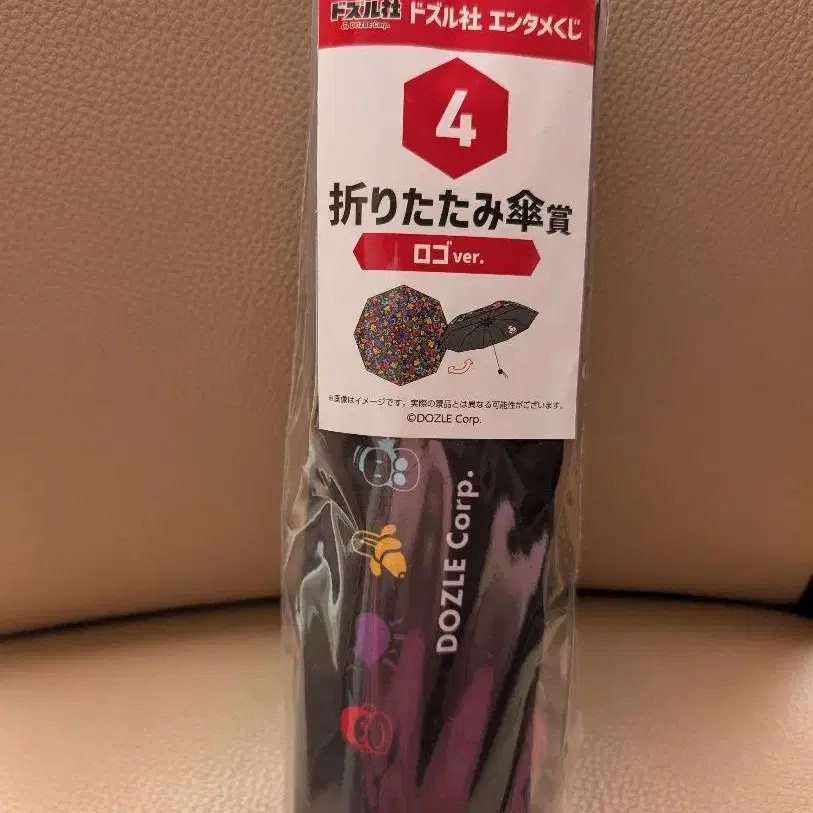 ドズル社
DOZLE Corp.
ドズル社 エンタメくじ
4
折りたたみ傘賞
ロゴver.
※画像はイメージです。実際の景品とは異なる可能性がございます。
©DOZLE Corp.
DOZLE Corp.